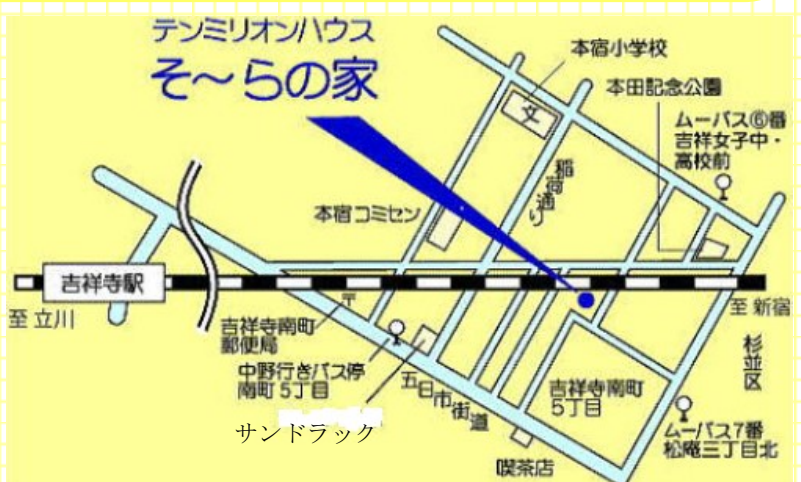 テンミリオンハウス
そ～らの家
本宿小学校
文
本田記念公園
ムーバス⑥番
吉祥女子中・
高校前
稲荷通り
本宿コミセン
吉祥寺駅
至 立川
至 新宿
〒
吉祥寺南町
郵便局
中野行きバス停
南町 5丁目
サンドラック
五日市街道
吉祥寺南町
5丁目
杉並区
ムーバス7番
松庵三丁目北
喫茶店